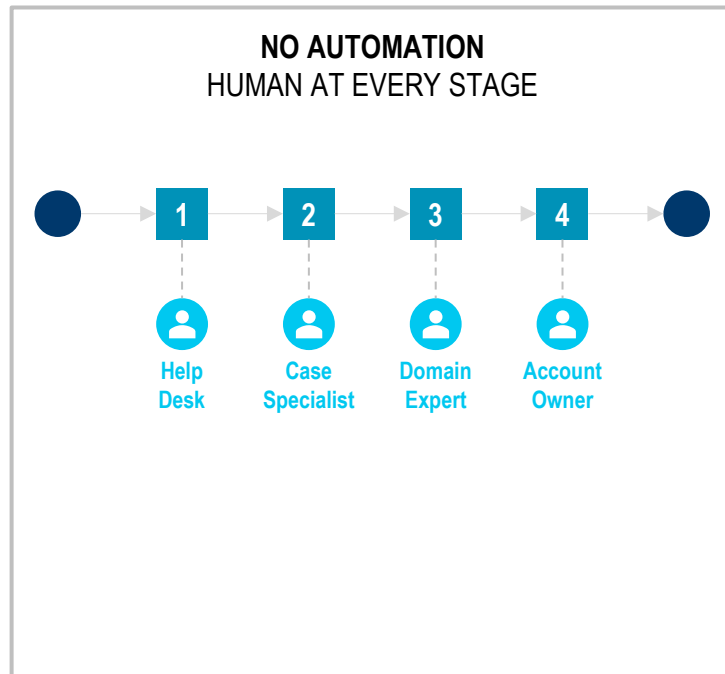 NO AUTOMATION
HUMAN AT EVERY STAGE
1 2 3 4
Help Case Domain Account
Desk Specialist Expert Owner